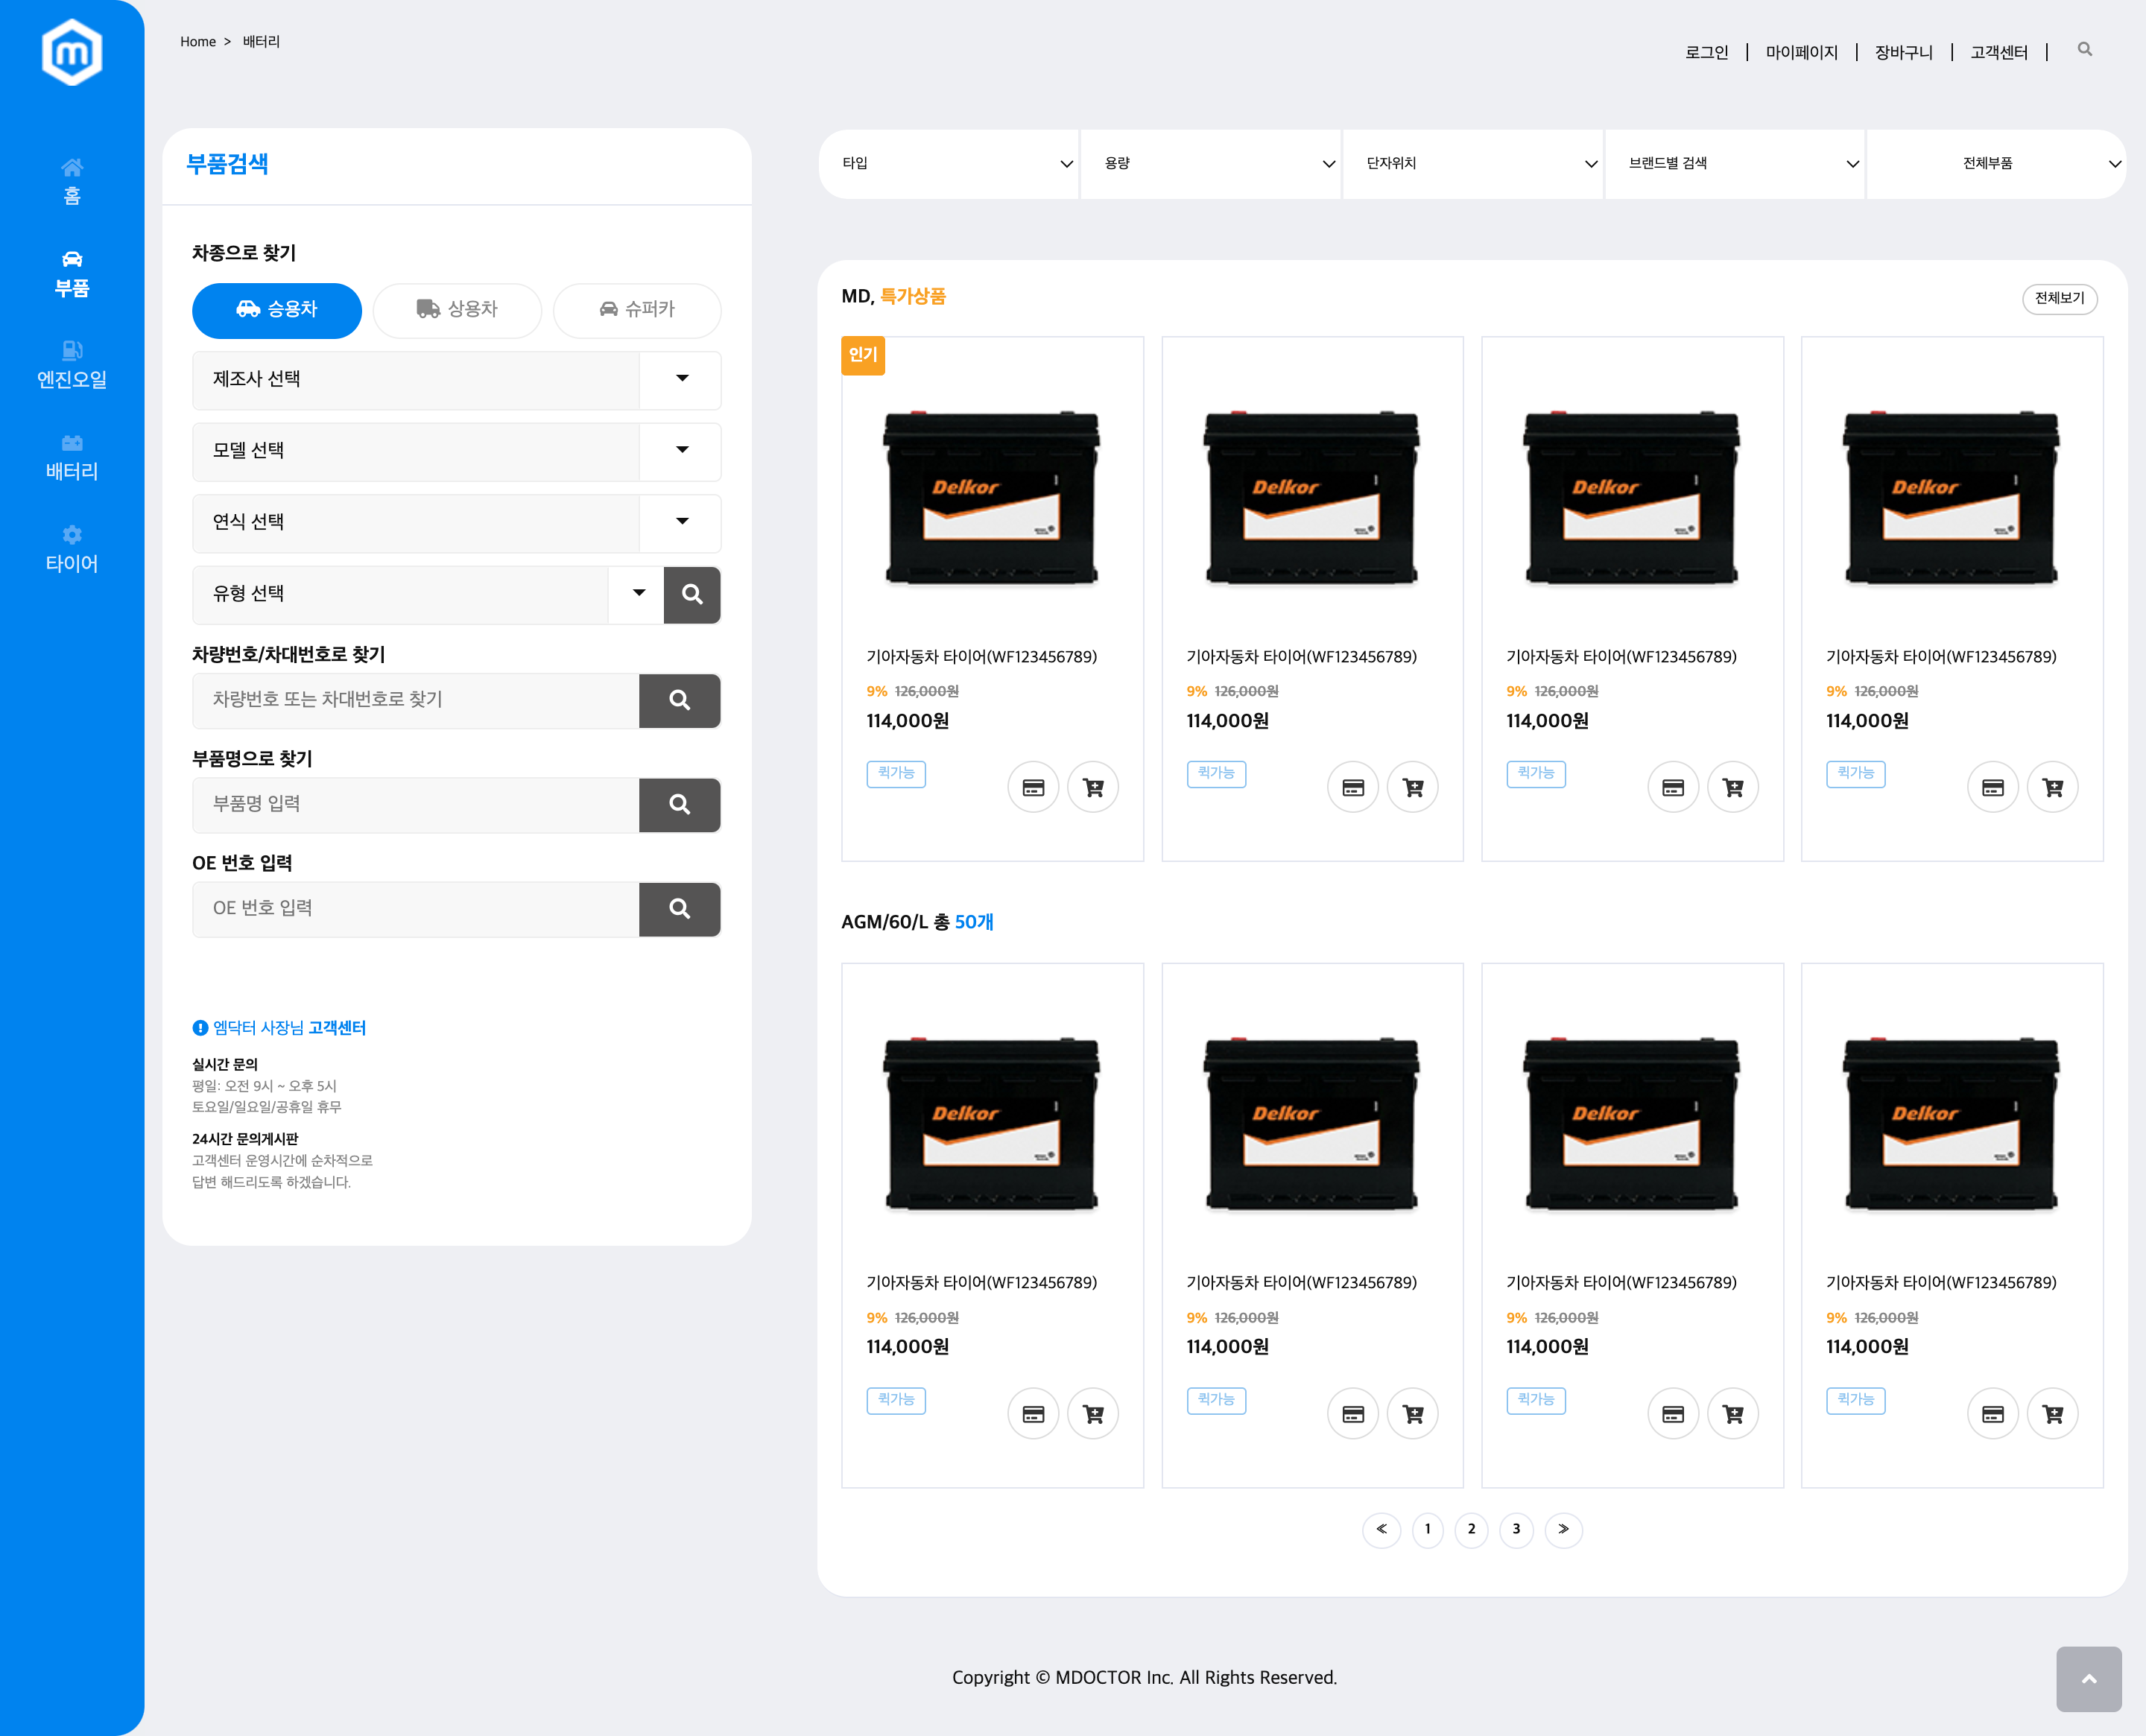 m
Home > 배터리
로그인 | 마이페이지 | 장바구니 | 고객센터 |
홈
부품
엔진오일
배터리
타이어
부품검색
차종으로 찾기
승용차 상용차 슈퍼카
제조사 선택
모델 선택
연식 선택
유형 선택
차량번호/차대번호로 찾기
차량번호 또는 차대번호로 찾기
부품명으로 찾기
부품명 입력
OE 번호 입력
OE 번호 입력
엠닥터 사장님 고객센터
실시간 문의
평일: 오전 9시 ~ 오후 5시
토요일/일요일/공휴일 휴무
24시간 문의게시판
고객센터 운영시간에 순차적으로
답변 해드리도록 하겠습니다.
타입 용량 단자위치 브랜드별 검색 전체부품
MD, 특가상품 전체보기
인기
Delkor Delkor Delkor Delkor
기아자동차 타이어(WF123456789) 기아자동차 타이어(WF123456789) 기아자동차 타이어(WF123456789) 기아자동차 타이어(WF123456789)
9% 126,000원 9% 126,000원 9% 126,000원 9% 126,000원
114,000원 114,000원 114,000원 114,000원
퀵가능 퀵가능 퀵가능 퀵가능
AGM/60/L 총 50개
Delkor Delkor Delkor Delkor
기아자동차 타이어(WF123456789) 기아자동차 타이어(WF123456789) 기아자동차 타이어(WF123456789) 기아자동차 타이어(WF123456789)
9% 126,000원 9% 126,000원 9% 126,000원 9% 126,000원
114,000원 114,000원 114,000원 114,000원
퀵가능 퀵가능 퀵가능 퀵가능
≪ 1 2 3 ≫
Copyright © MDOCTOR Inc. All Rights Reserved.